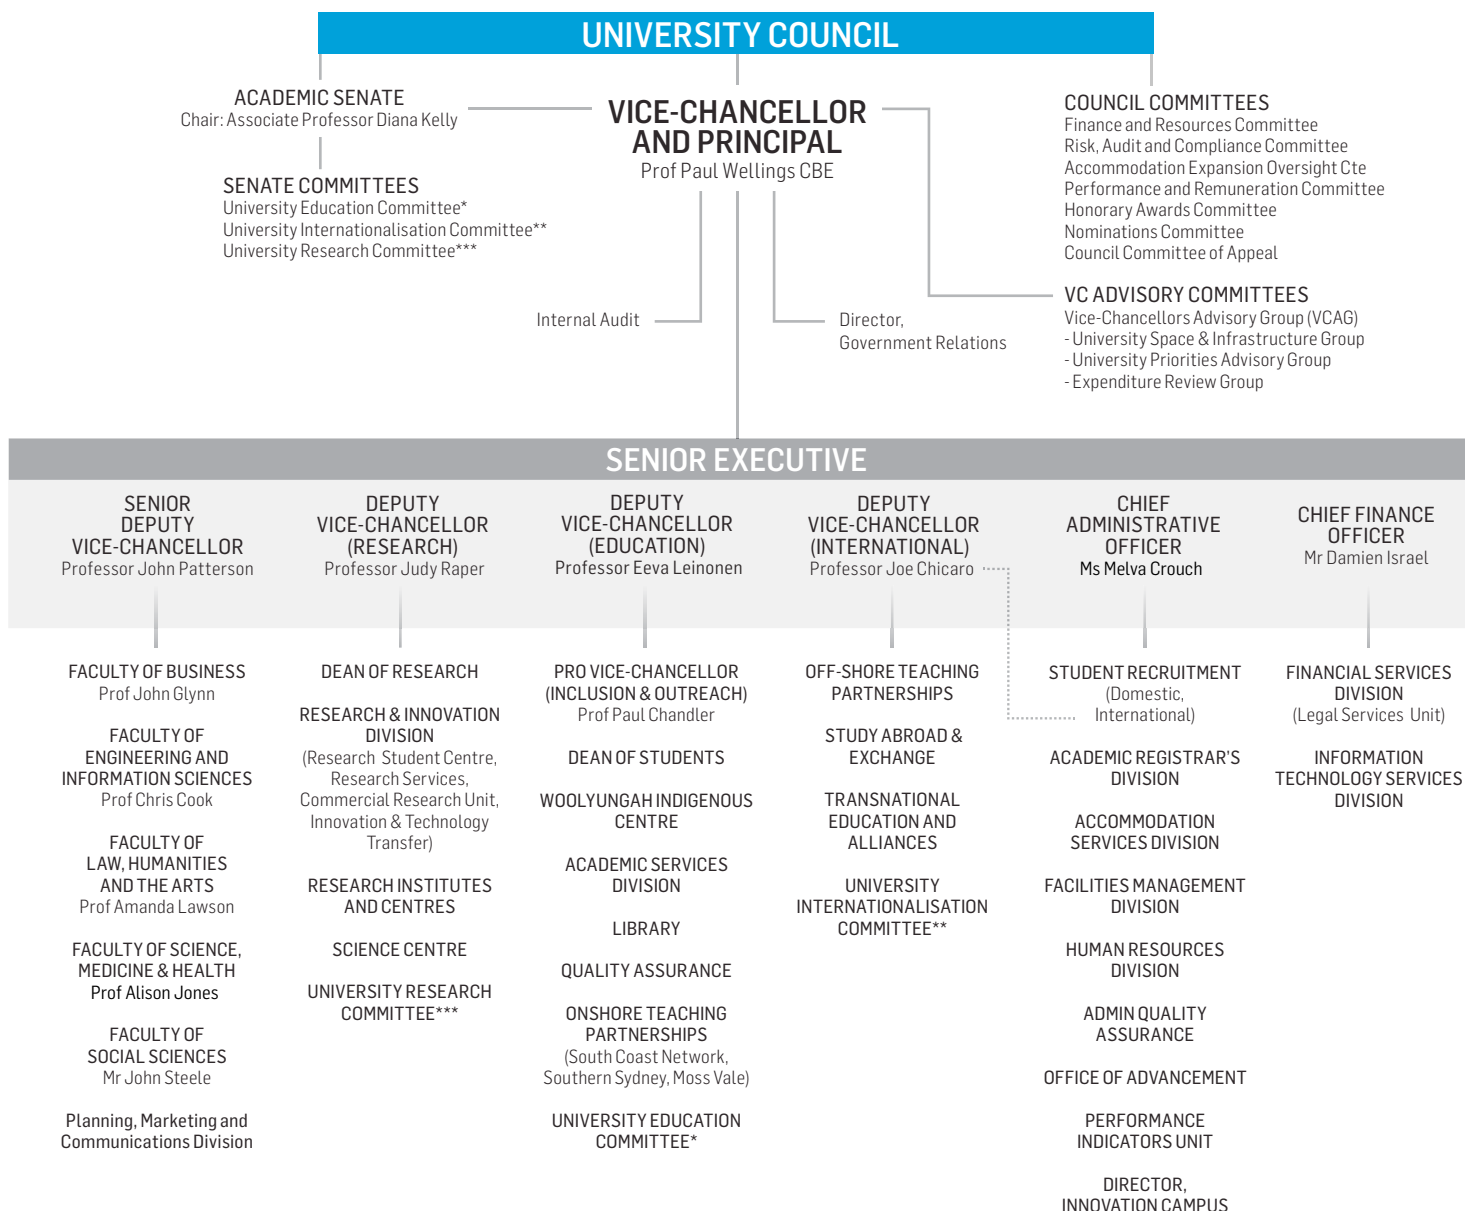 UNIVERSITY COUNCIL
ACADEMIC SENATE
Chair: Associate Professor Diana Kelly
SENATE COMMITTEES
University Education Committee*
University Internationalisation Committee**
University Research Committee***
VICE-CHANCELLOR
AND PRINCIPAL
Prof Paul Wellings CBE
COUNCIL COMMITTEES
Finance and Resources Committee
Risk, Audit and Compliance Committee
Accommodation Expansion Oversight Cte
Performance and Remuneration Committee
Honorary Awards Committee
Nominations Committee
Council Committee of Appeal
VC ADVISORY COMMITTEES
Vice-Chancellors Advisory Group (VCAG)
- University Space & Infrastructure Group
- University Priorities Advisory Group
- Expenditure Review Group
Internal Audit
Director,
Government Relations
SENIOR EXECUTIVE
SENIOR
DEPUTY
VICE-CHANCELLOR
Professor John Patterson
FACULTY OF BUSINESS
Prof John Glynn
FACULTY OF
ENGINEERING AND
INFORMATION SCIENCES
Prof Chris Cook
FACULTY OF
LAW, HUMANITIES
AND THE ARTS
Prof Amanda Lawson
FACULTY OF SCIENCE,
MEDICINE & HEALTH
Prof Alison Jones
FACULTY OF
SOCIAL SCIENCES
Mr John Steele
Planning, Marketing and
Communications Division
DEPUTY
VICE-CHANCELLOR
(RESEARCH)
Professor Judy Raper
DEAN OF RESEARCH
RESEARCH & INNOVATION
DIVISION
(Research Student Centre,
Research Services,
Commercial Research Unit,
Innovation & Technology
Transfer)
RESEARCH INSTITUTES
AND CENTRES
SCIENCE CENTRE
UNIVERSITY RESEARCH
COMMITTEE***
DEPUTY
VICE-CHANCELLOR
(EDUCATION)
Professor Eeva Leinonen
PRO VICE-CHANCELLOR
(INCLUSION & OUTREACH)
Prof Paul Chandler
DEAN OF STUDENTS
WOOLYUNGAH INDIGENOUS
CENTRE
ACADEMIC SERVICES
DIVISION
LIBRARY
QUALITY ASSURANCE
ONSHORE TEACHING
PARTNERSHIPS
(South Coast Network,
Southern Sydney, Moss Vale)
UNIVERSITY EDUCATION
COMMITTEE*
DEPUTY
VICE-CHANCELLOR
(INTERNATIONAL)
Professor Joe Chicaro
OFF-SHORE TEACHING
PARTNERSHIPS
STUDY ABROAD &
EXCHANGE
TRANSNATIONAL
EDUCATION AND
ALLIANCES
UNIVERSITY
INTERNATIONALISATION
COMMITTEE**
CHIEF
ADMINISTRATIVE
OFFICER
Ms Melva Crouch
STUDENT RECRUITMENT
(Domestic,
International)
ACADEMIC REGISTRAR'S
DIVISION
ACCOMMODATION
SERVICES DIVISION
FACILITIES MANAGEMENT
DIVISION
HUMAN RESOURCES
DIVISION
ADMIN QUALITY
ASSURANCE
OFFICE OF ADVANCEMENT
PERFORMANCE
INDICATORS UNIT
DIRECTOR,
INNOVATION CAMPUS
CHIEF FINANCE
OFFICER
Mr Damien Israel
FINANCIAL SERVICES
DIVISION
(Legal Services Unit)
INFORMATION
TECHNOLOGY SERVICES
DIVISION